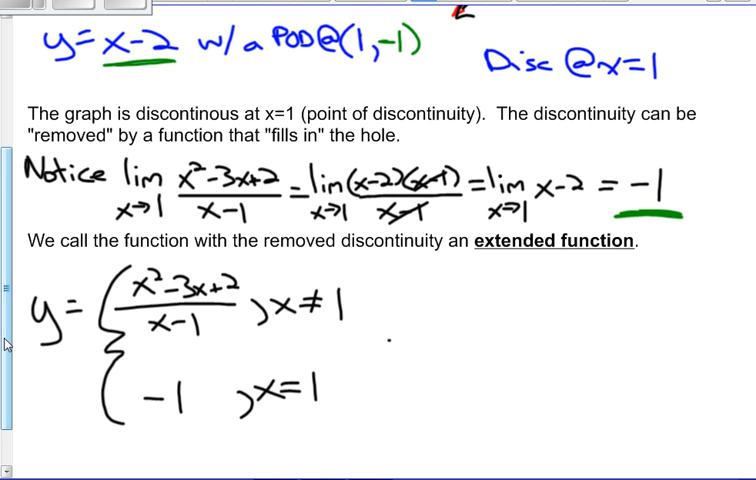 y=x-2 w/a POD@(1,-1)
Disc @x=1
The graph is discontinous at x=1 (point of discontinuity).  The discontinuity can be
"removed" by a function that "fills in" the hole.
Notice lim x→1 (x²-3x+2)/(x-1) = lim x→1 (x-2)(x-1)/(x-1) = lim x→1 x-2 = -1
We call the function with the removed discontinuity an extended function.
y= { (x²-3x+2)/(x-1) , x≠1
-1 , x=1